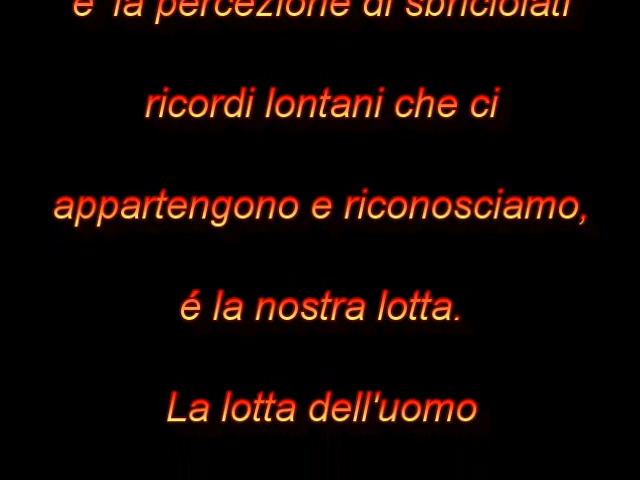 e' la percezione di sbriciolati
ricordi lontani che ci
appartengono e riconosciamo,
é la nostra lotta.
La lotta dell'uomo